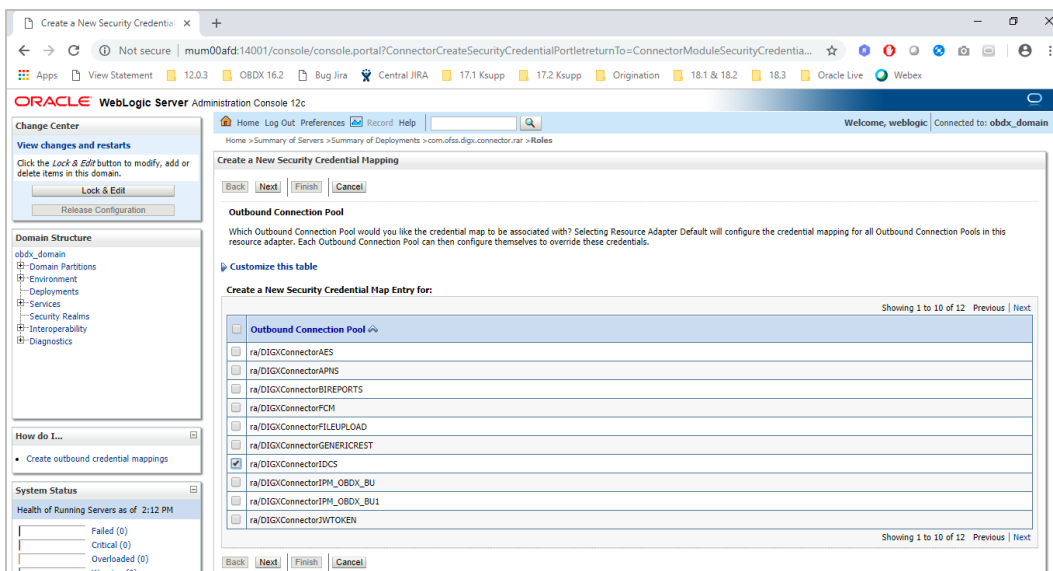 Create a New Security Credential
Not secure | mum00afd:14001/console/console.portal?ConnectorCreateSecurityCredentialPortletreturnTo=ConnectorModuleSecurityCredentia...
Apps View Statement 12.0.3 OBDX 16.2 Bug Jira Central JIRA 17.1 Ksupp 17.2 Ksupp Origination 18.1 & 18.2 18.3 Oracle Live Webex
ORACLE WebLogic Server Administration Console 12c
Change Center
View changes and restarts
Click the Lock & Edit button to modify, add or
delete items in this domain.
Lock & Edit
Release Configuration
Domain Structure
obdx_domain
Domain Partitions
Environment
Deployments
Services
Security Realms
Interoperability
Diagnostics
How do I...
Create outbound credential mappings
System Status
Health of Running Servers as of 2:12 PM
Failed (0)
Critical (0)
Overloaded (0)
Home Log Out Preferences Record Help
Welcome, weblogic Connected to: obdx_domain
Home >Summary of Servers >Summary of Deployments >com.ofss.digx.connector.rar >Roles
Create a New Security Credential Mapping
Back Next Finish Cancel
Outbound Connection Pool
Which Outbound Connection Pool would you like the credential map to be associated with? Selecting Resource Adapter Default will configure the credential mapping for all Outbound Connection Pools in this
resource adapter. Each Outbound Connection Pool can then configure themselves to override these credentials.
Customize this table
Create a New Security Credential Map Entry for:
Showing 1 to 10 of 12 Previous | Next
Outbound Connection Pool
ra/DIGXConnectorAES
ra/DIGXConnectorAPNS
ra/DIGXConnectorBIREPORTS
ra/DIGXConnectorFCM
ra/DIGXConnectorFILEUPLOAD
ra/DIGXConnectorGENERICREST
ra/DIGXConnectorIDCS
ra/DIGXConnectorIPM_OBDX_BU
ra/DIGXConnectorIPM_OBDX_BU1
ra/DIGXConnectorJWTOKEN
Showing 1 to 10 of 12 Previous | Next
Back Next Finish Cancel